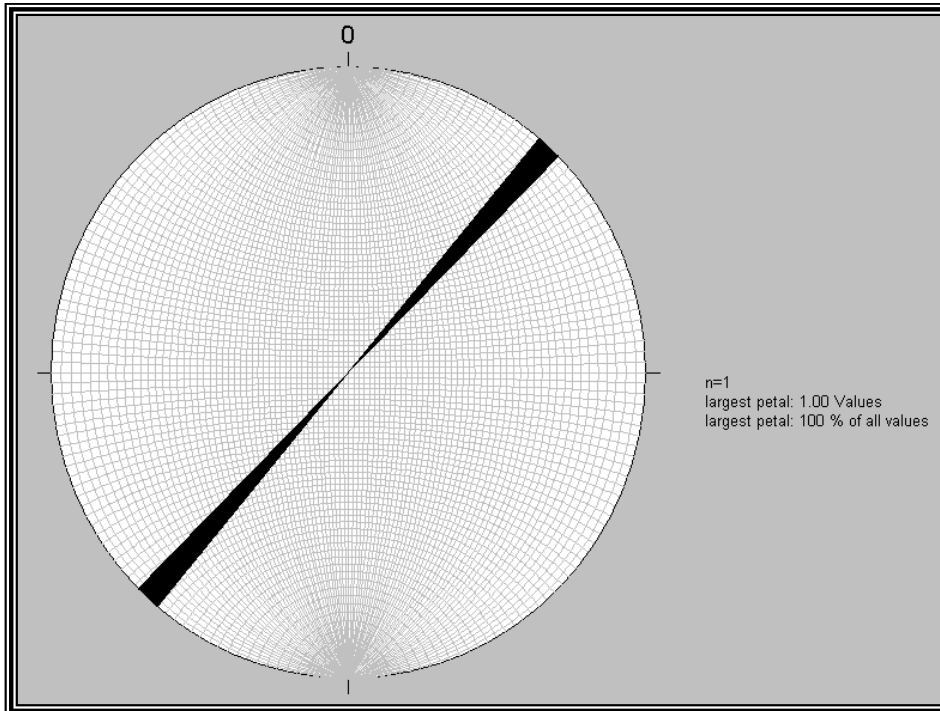 0
n=1
largest petal: 1.00 Values
largest petal: 100 % of all values